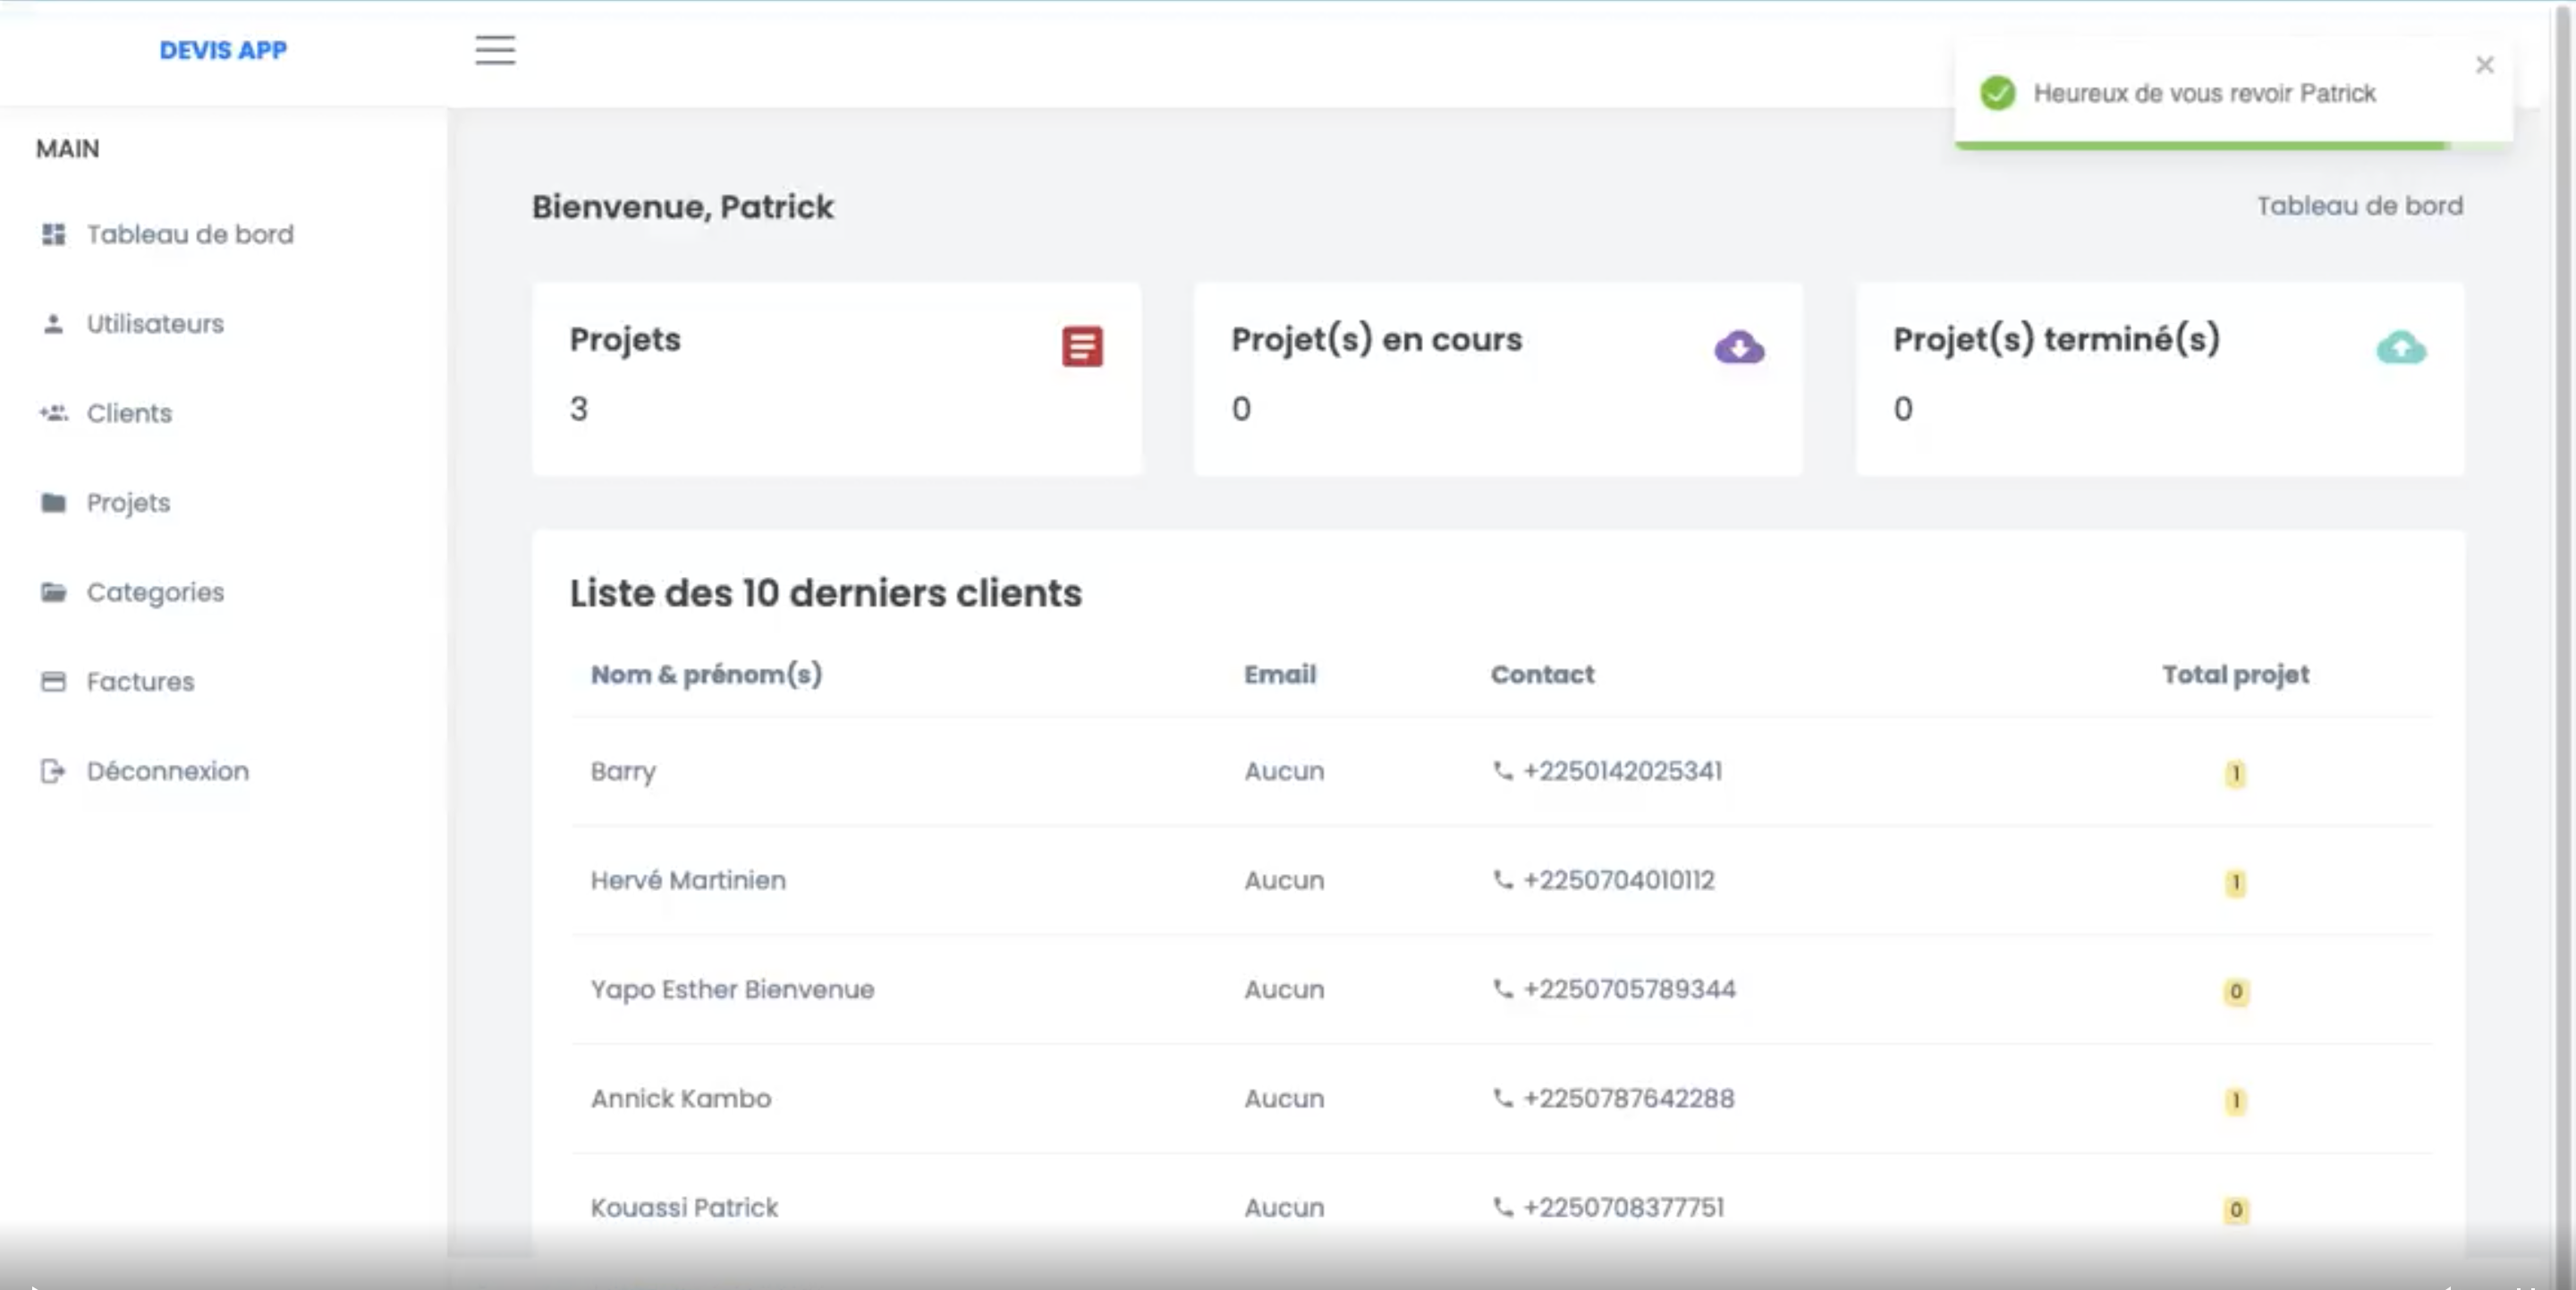 DEVIS APP
Heureux de vous revoir Patrick
MAIN
Tableau de bord
Utilisateurs
Clients
Projets
Categories
Factures
Déconnexion
Bienvenue, Patrick
Tableau de bord
Projets
3
Projet(s) en cours
0
Projet(s) terminé(s)
0
Liste des 10 derniers clients
Nom & prénom(s) Email Contact Total projet
Barry Aucun +2250142025341 1
Hervé Martinien Aucun +2250704010112 1
Yapo Esther Bienvenue Aucun +2250705789344 0
Annick Kambo Aucun +2250787642288 1
Kouassi Patrick Aucun +2250708377751 0